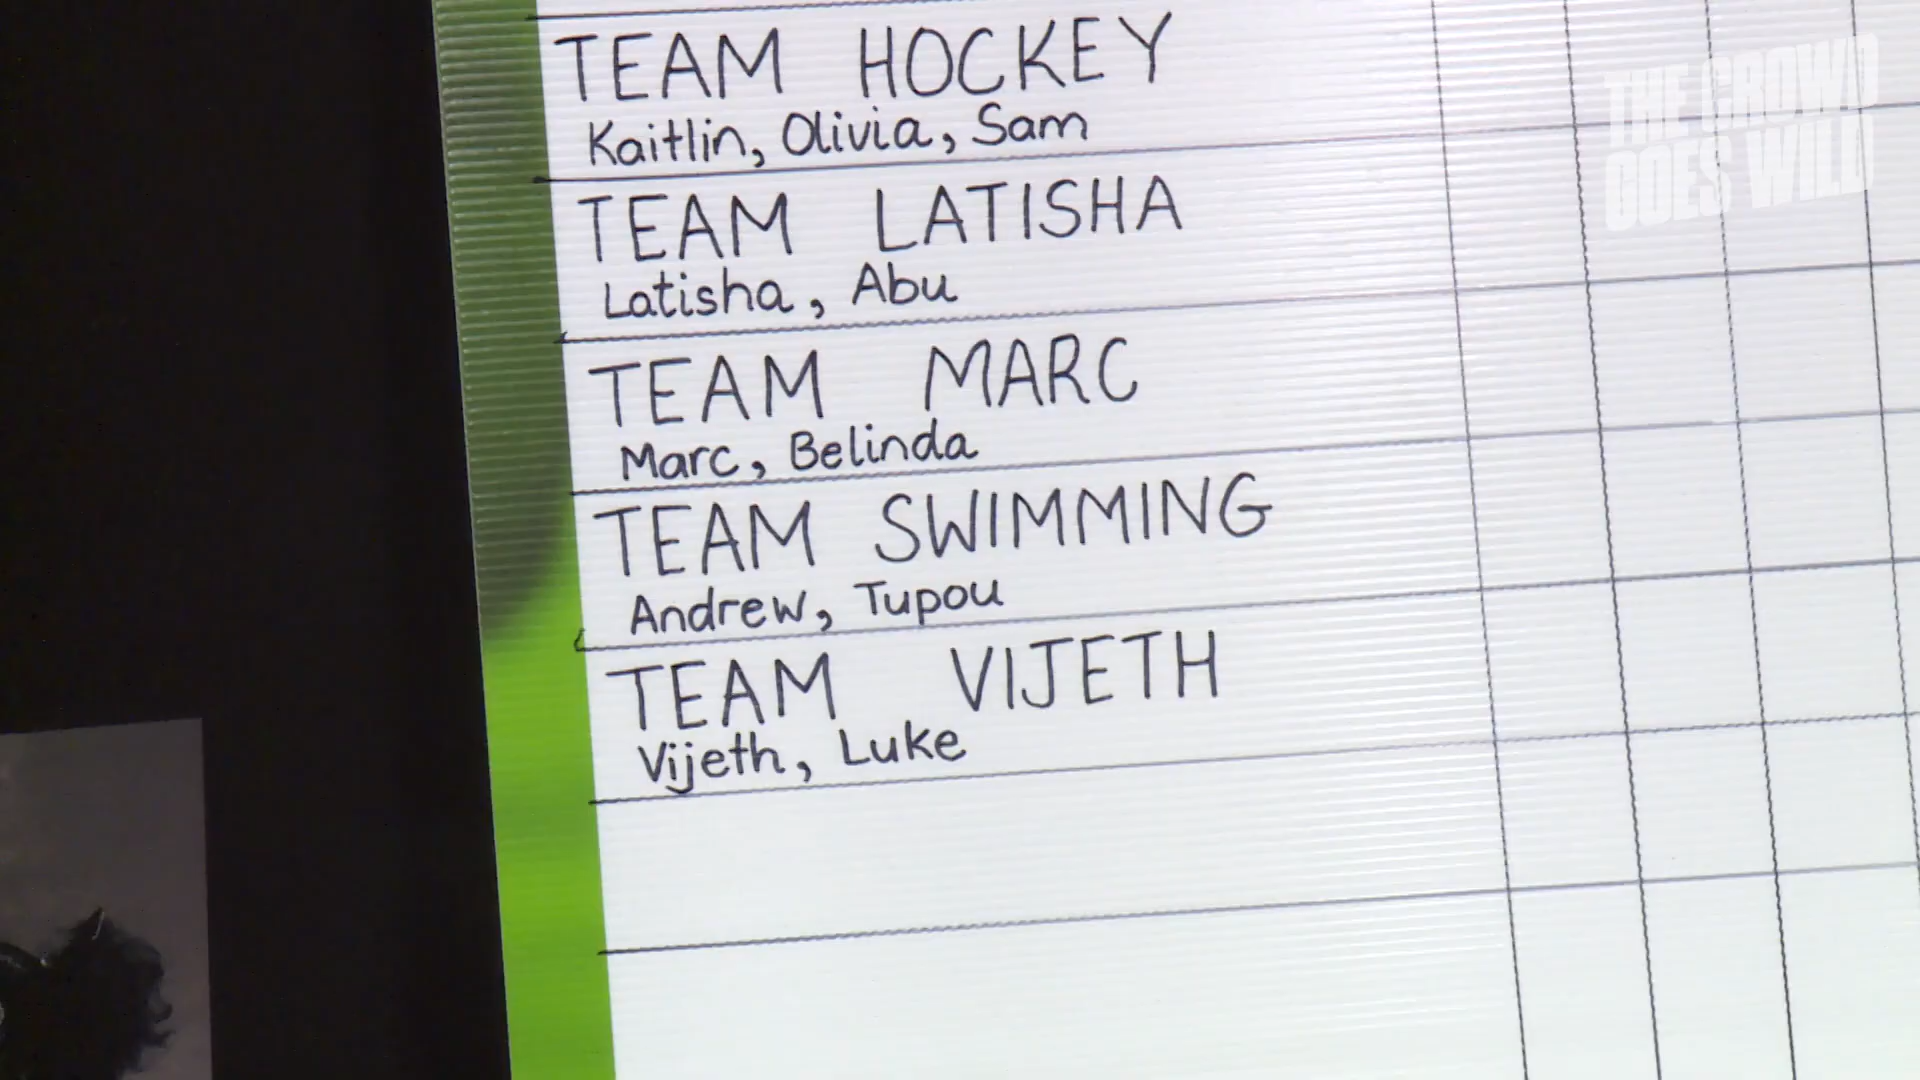 TEAM HOCKEY
Kaitlin, Olivia, Sam
TEAM LATISHA
Latisha, Abu
TEAM MARC
Marc, Belinda
TEAM SWIMMING
Andrew, Tupou
TEAM VIJETH
Vijeth, Luke
THE CROWD
GOES WILD